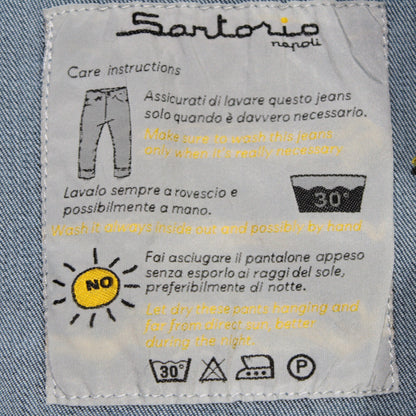 Sartorio
napoli
Care instructions
Assicurati di lavare questo jeans
solo quando è davvero necessario.
Make sure to wash this jeans
only when it's really necessary.
Lavalo sempre a rovescio e
possibilmente a mano.
30°
Wash it always inside out and possibly by hand.
Fai asciugare il pantalone appeso
senza esporlo ai raggi del sole,
preferibilmente di notte.
NO
Let dry these pants hanging and
far from direct sun, better
during the night.
30° P